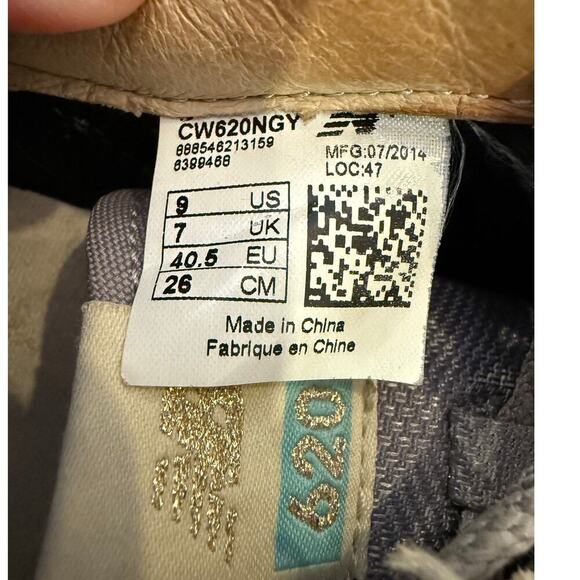 CW620NGY
888546213159
6389468
MFG:07/2014
LOC:47
9 US
7 UK
40.5 EU
26 CM
Made in China
Fabrique en Chine
620